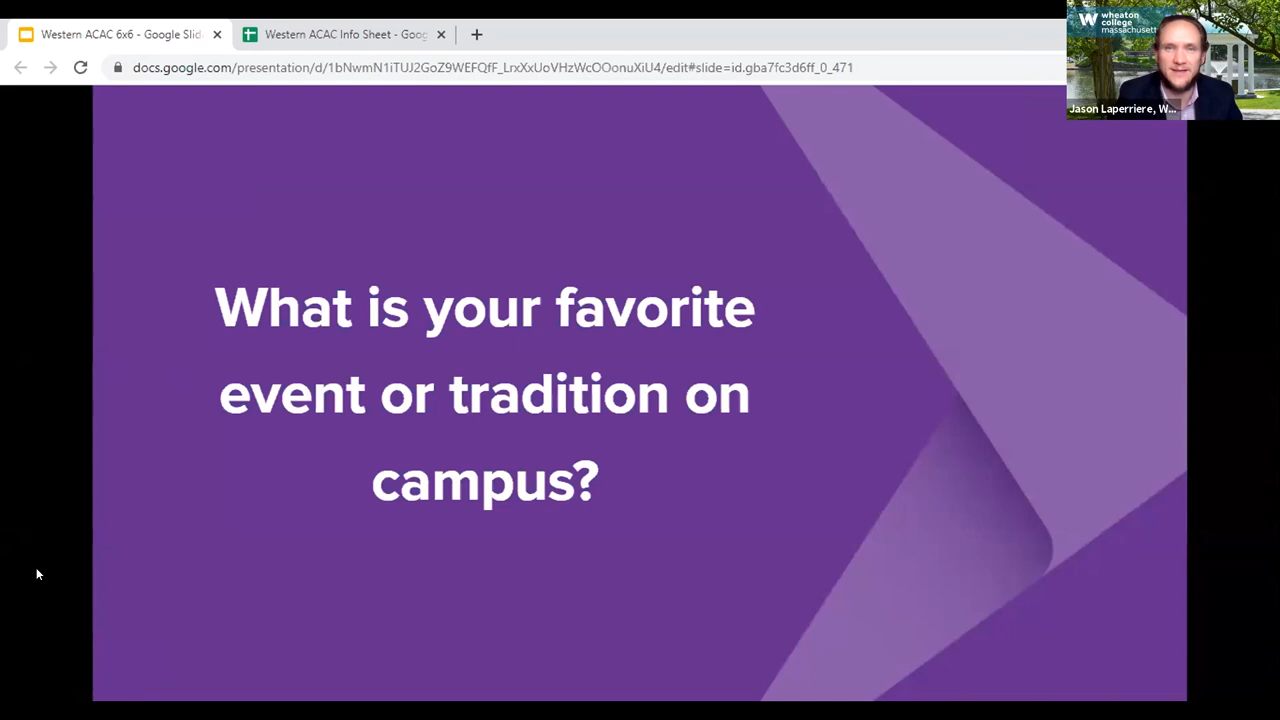 Western ACAC 6x6 - Google Slid
Western ACAC Info Sheet - Goog
docs.google.com/presentation/d/1bNwmN1iTUJ2GoZ9WEFQfF_LrxXxUoVHzWcOOonuXiU4/edit#slide=id.gba7fc3d6ff_0_471
W wheaton
college
massachusett
Jason Laperriere, W...
What is your favorite
event or tradition on
campus?